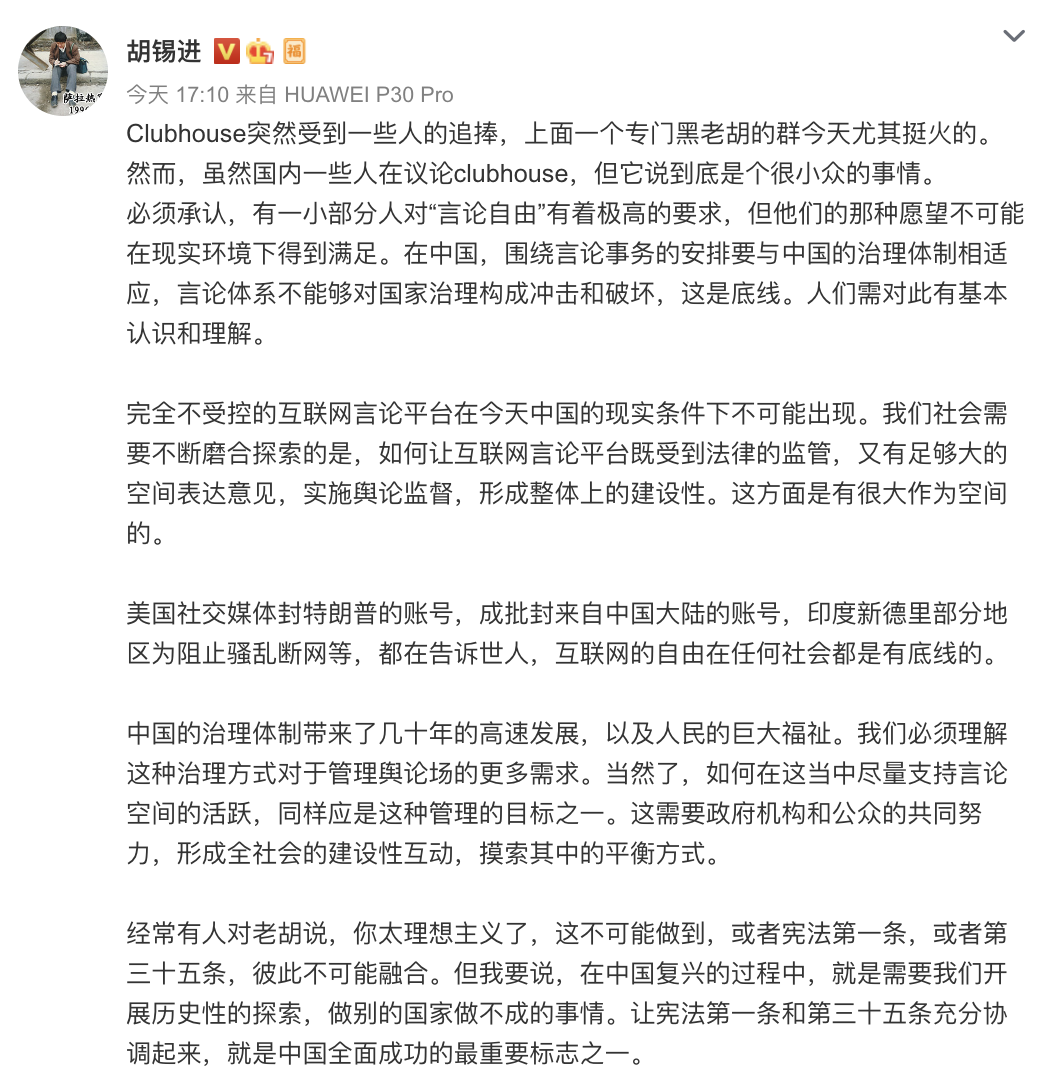 胡锡进
今天 17:10 来自 HUAWEI P30 Pro
Clubhouse突然受到一些人的追捧，上面一个专门黑老胡的群今天尤其挺火的。
然而，虽然国内一些人在议论clubhouse，但它说到底是个很小众的事情。
必须承认，有一小部分人对“言论自由”有着极高的要求，但他们的那种愿望不可能
在现实环境下得到满足。在中国，围绕言论事务的安排要与中国的治理体制相适
应，言论体系不能够对国家治理构成冲击和破坏，这是底线。人们需对此有基本
认识和理解。
完全不受控的互联网言论平台在今天中国的现实条件下不可能出现。我们社会需
要不断磨合探索的是，如何让互联网言论平台既受到法律的监管，又有足够大的
空间表达意见，实施舆论监督，形成整体上的建设性。这方面是有很大作为空间
的。
美国社交媒体封特朗普的账号，成批封来自中国大陆的账号，印度新德里部分地
区为阻止骚乱断网等，都在告诉世人，互联网的自由在任何社会都是有底线的。
中国的治理体制带来了几十年的高速发展，以及人民的巨大福祉。我们必须理解
这种治理方式对于管理舆论场的更多需求。当然了，如何在这当中尽量支持言论
空间的活跃，同样应是这种管理的目标之一。这需要政府机构和公众的共同努
力，形成全社会的建设性互动，摸索其中的平衡方式。
经常有人对老胡说，你太理想主义了，这不可能做到，或者宪法第一条，或者第
三十五条，彼此不可能融合。但我要说，在中国复兴的过程中，就是需要我们开
展历史性的探索，做别的国家做不成的事情。让宪法第一条和第三十五条充分协
调起来，就是中国全面成功的最重要标志之一。